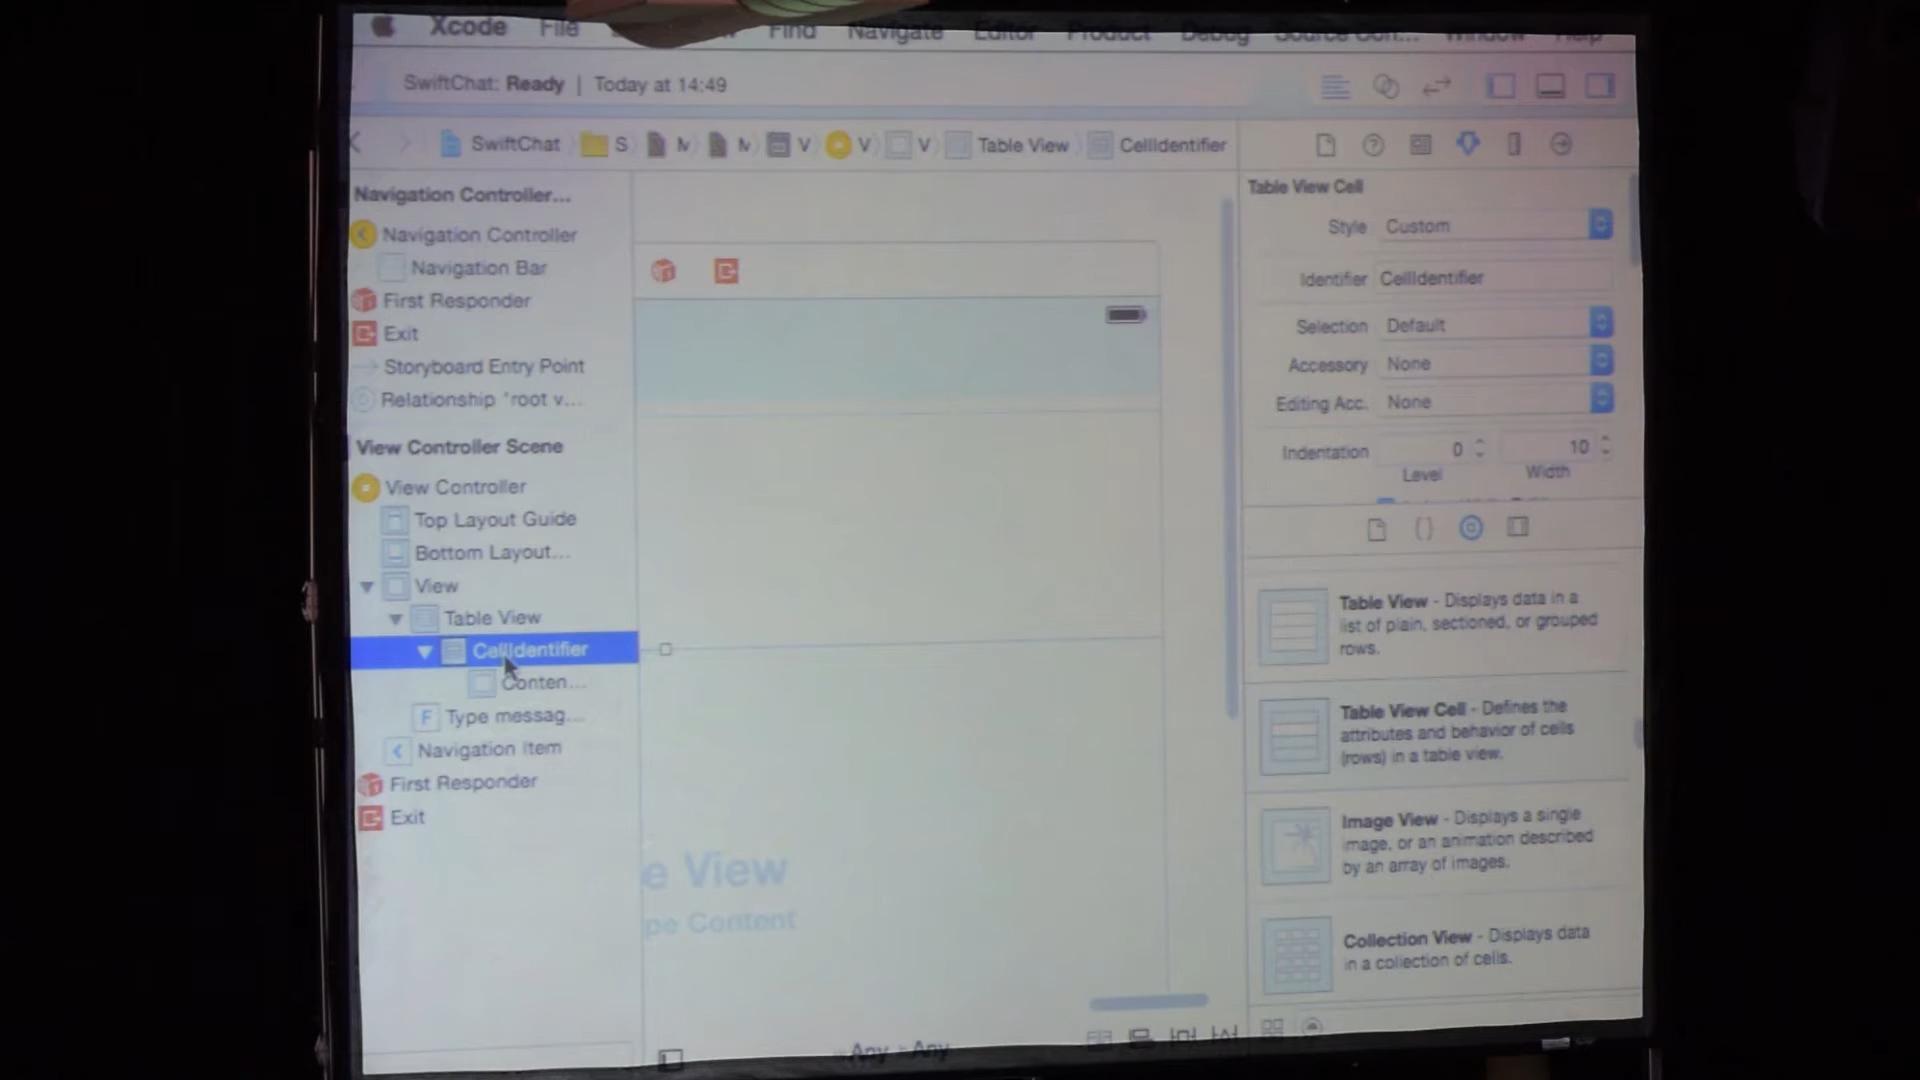 Xcode File Find Navigate Editor Product Debug Source Con... Window Help
SwiftChat: Ready | Today at 14:49
SwiftChat S M M V V V Table View CellIdentifier
Navigation Controller...
Navigation Controller
Navigation Bar
First Responder
Exit
Storyboard Entry Point
Relationship "root v...
View Controller Scene
View Controller
Top Layout Guide
Bottom Layout...
View
Table View
CellIdentifier
Conten...
F Type messag...
Navigation Item
First Responder
Exit
e View
pe Content
Any Any
Table View Cell
Style Custom
Identifier CellIdentifier
Selection Default
Accessory None
Editing Acc. None
Indentation 0 10
Level Width
Table View - Displays data in a
list of plain, sectioned, or grouped
rows.
Table View Cell - Defines the
attributes and behavior of cells
(rows) in a table view.
Image View - Displays a single
image, or an animation described
by an array of images.
Collection View - Displays data
in a collection of cells.